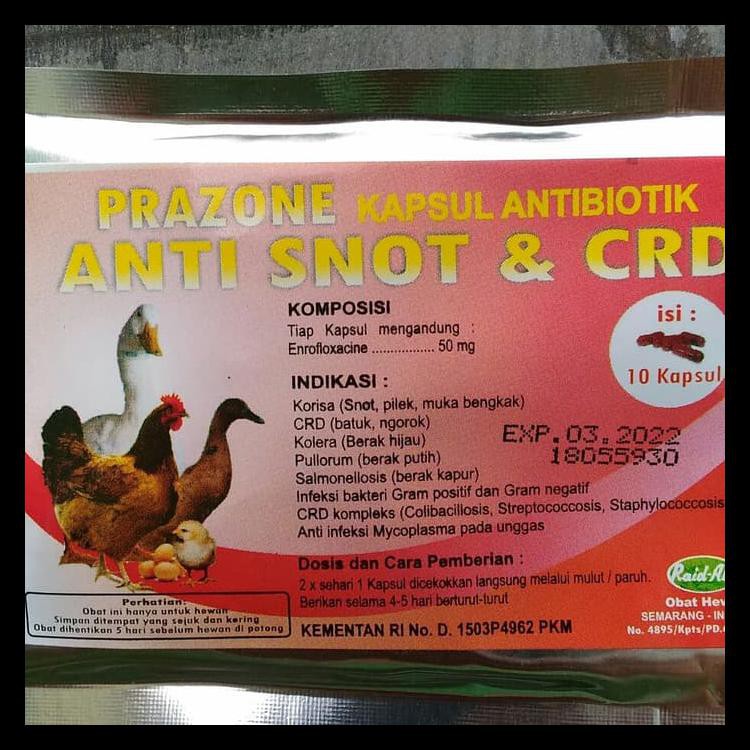 PRAZONE KAPSUL ANTIBIOTIK
ANTI SNOT & CRD
KOMPOSISI
Tiap Kapsul mengandung :
Enrofloxacine ................ 50 mg
isi :
10 Kapsul
INDIKASI :
Korisa (Snot, pilek, muka bengkak)
CRD (batuk, ngorok)
Kolera (Berak hijau)
Pullorum (berak putih)
Salmonellosis (berak kapur)
Infeksi bakteri Gram positif dan Gram negatif
CRD kompleks (Colibacillosis, Streptococcosis, Staphylococcosis
Anti infeksi Mycoplasma pada unggas
EXP.03.2022
18055930
Dosis dan Cara Pemberian :
2 x sehari 1 Kapsul dicekokkan langsung melalui mulut / paruh.
Berikan selama 4-5 hari berturut-turut
KEMENTAN RI No. D. 1503P4962 PKM
Perhatian:
Obat ini hanya untuk hewan
Simpan ditempat yang sejuk dan kering
Obat dihentikan 5 hari sebelum hewan di potong
Obat
SEMARANG -
No. 4895/Kpts/PD.